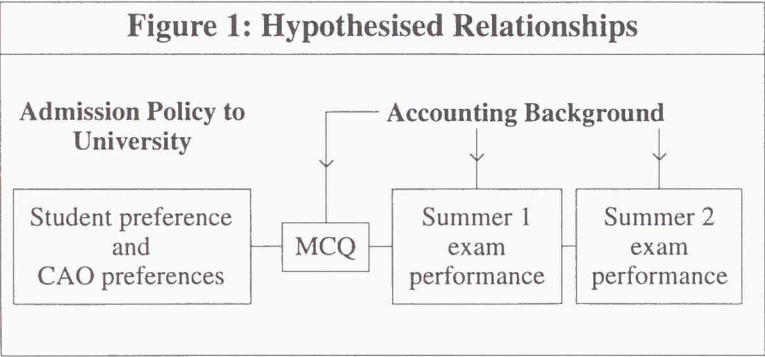 Figure 1: Hypothesised Relationships
Admission Policy to
University
Accounting Background
Student preference
and
CAO preferences
MCQ
Summer 1
exam
performance
Summer 2
exam
performance